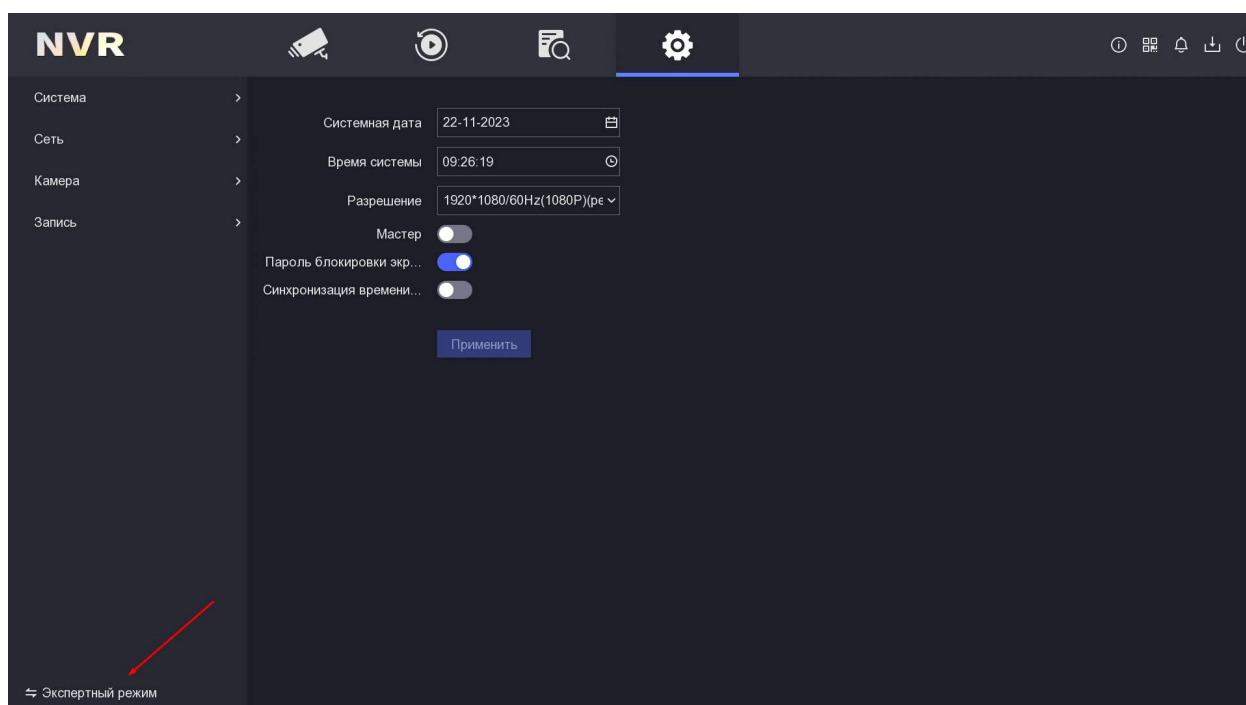 NVR
Система
Сеть
Камера
Запись
Системная дата 22-11-2023
Время системы 09:26:19
Разрешение 1920*1080/60Hz(1080P)(ре
Мастер
Пароль блокировки экр...
Синхронизация времени...
Применить
Экспертный режим